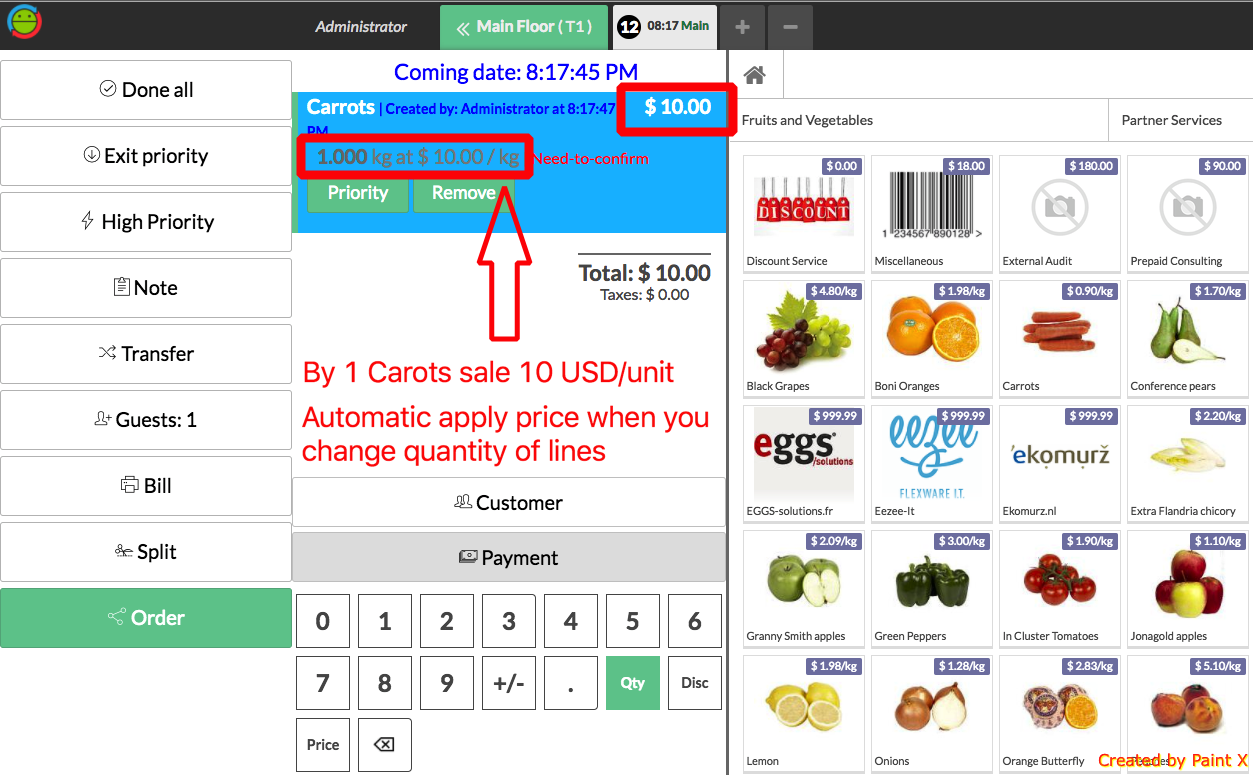 Administrator
Main Floor ( T1 )
12 08:17 Main
+
−
Done all
Exit priority
High Priority
Note
Transfer
Guests: 1
Bill
Split
Order
Coming date: 8:17:45 PM
Carrots | Created by: Administrator at 8:17:47 $ 10.00
PM
1.000 kg at $ 10.00 / kg Need-to-confirm
Priority Remove
Total: $ 10.00
Taxes: $ 0.00
By 1 Carots sale 10 USD/unit
Automatic apply price when you
change quantity of lines
Customer
Payment
0 1 2 3 4 5 6
7 8 9 +/- . Qty Disc
Price
Fruits and Vegetables Partner Services
$ 0.00 $ 18.00 $ 180.00 $ 90.00
DISCOUNT
1 234567 890128 >
Discount Service Miscellaneous External Audit Prepaid Consulting
$ 4.80/kg $ 1.98/kg $ 0.90/kg $ 1.70/kg
Black Grapes Boni Oranges Carrots Conference pears
$ 999.99 $ 999.99 $ 999.99 $ 2.20/kg
eggs /solutions
eezee
FLEXWARE I.T.
'ekomurz
EGGS-solutions.fr Eezee-It Ekomurz.nl Extra Flandria chicory
$ 2.09/kg $ 3.00/kg $ 1.90/kg $ 1.10/kg
Granny Smith apples Green Peppers In Cluster Tomatoes Jonagold apples
$ 1.98/kg $ 1.28/kg $ 2.83/kg $ 5.10/kg
Lemon Onions Orange Butterfly
Created by Paint X